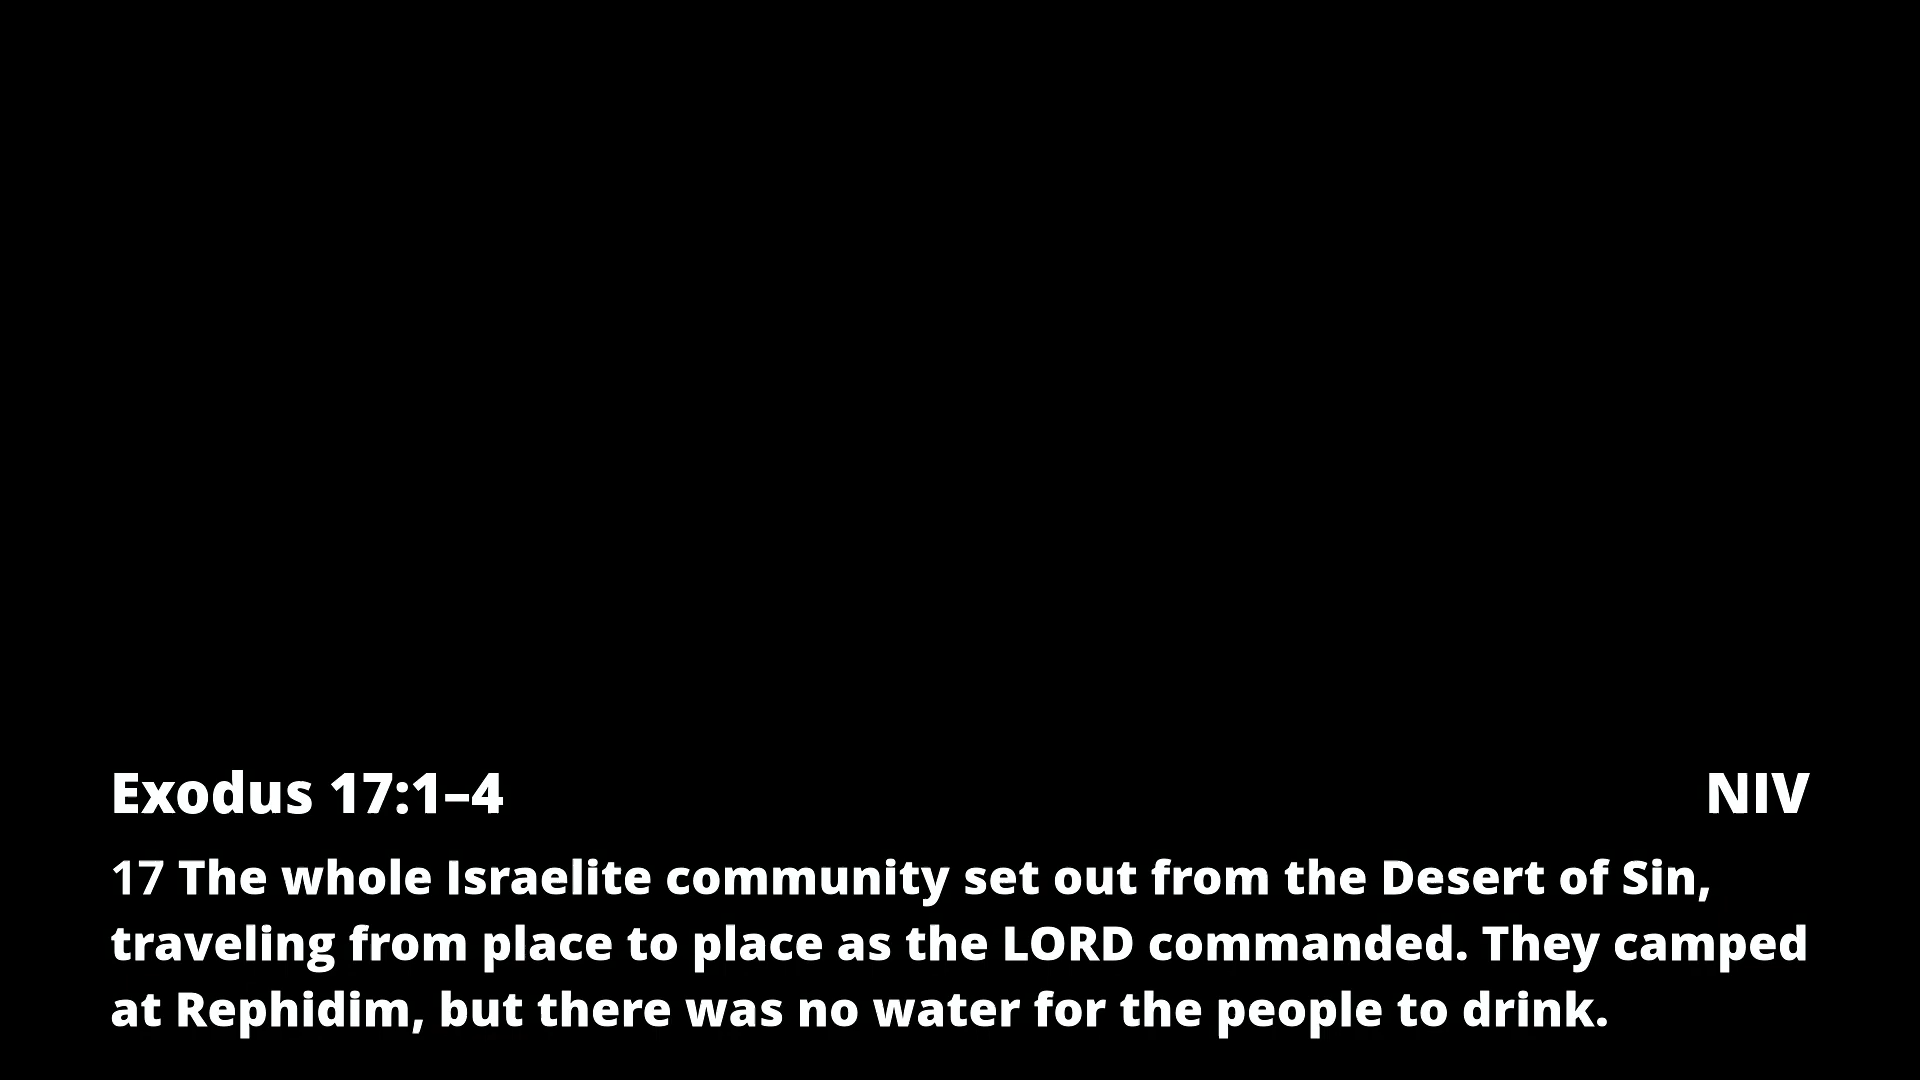 Exodus 17:1–4 NIV
17 The whole Israelite community set out from the Desert of Sin,
traveling from place to place as the LORD commanded. They camped
at Rephidim, but there was no water for the people to drink.